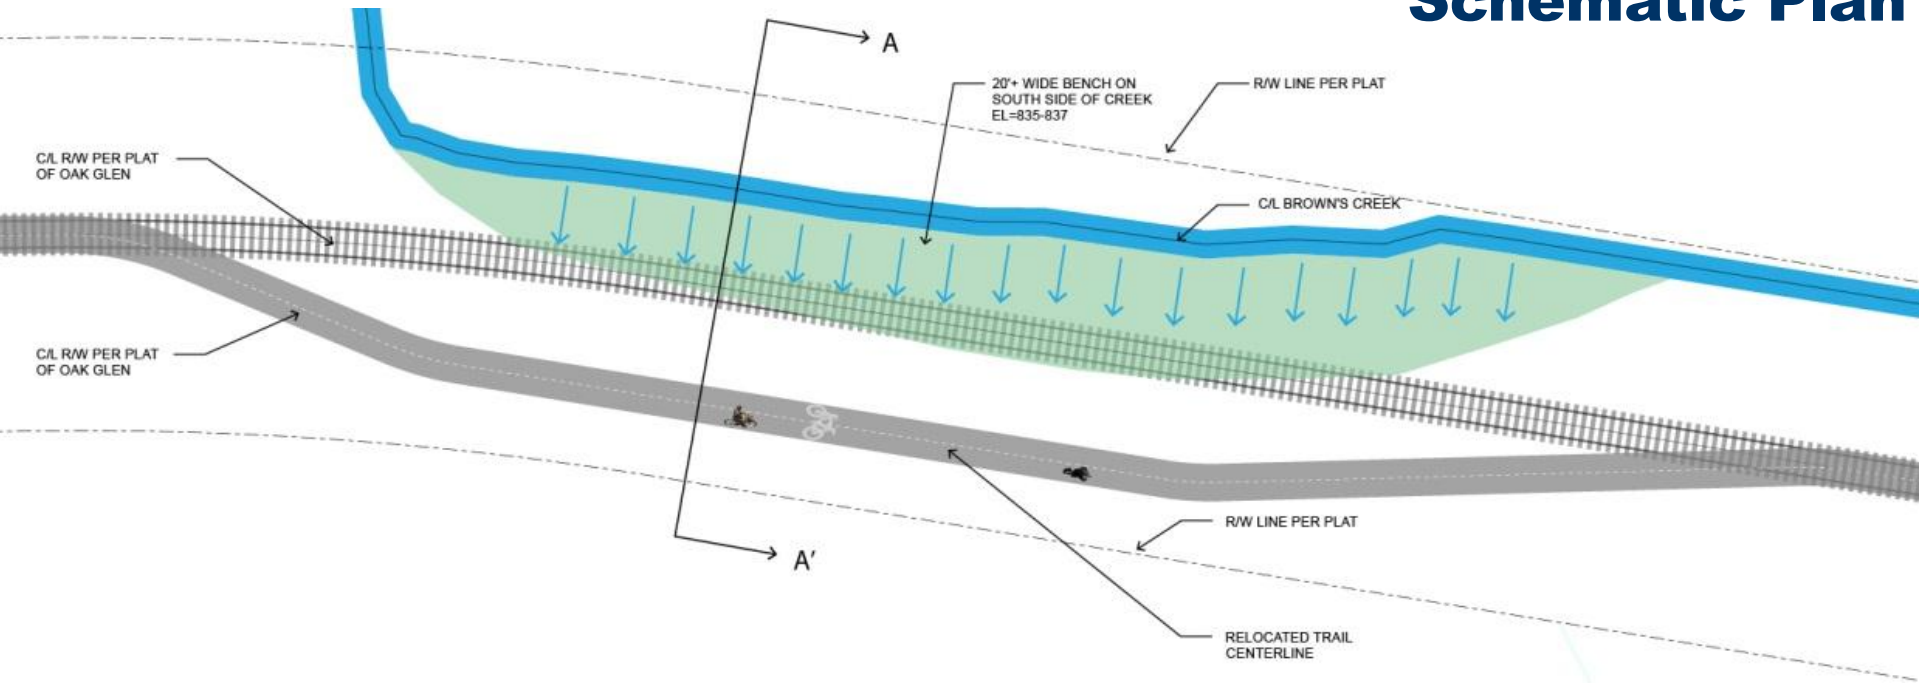 Schematic Plan
A
20'+ WIDE BENCH ON
SOUTH SIDE OF CREEK
EL=835-837
R/W LINE PER PLAT
C/L R/W PER PLAT
OF OAK GLEN
C/L BROWN'S CREEK
C/L R/W PER PLAT
OF OAK GLEN
R/W LINE PER PLAT
A'
RELOCATED TRAIL
CENTERLINE